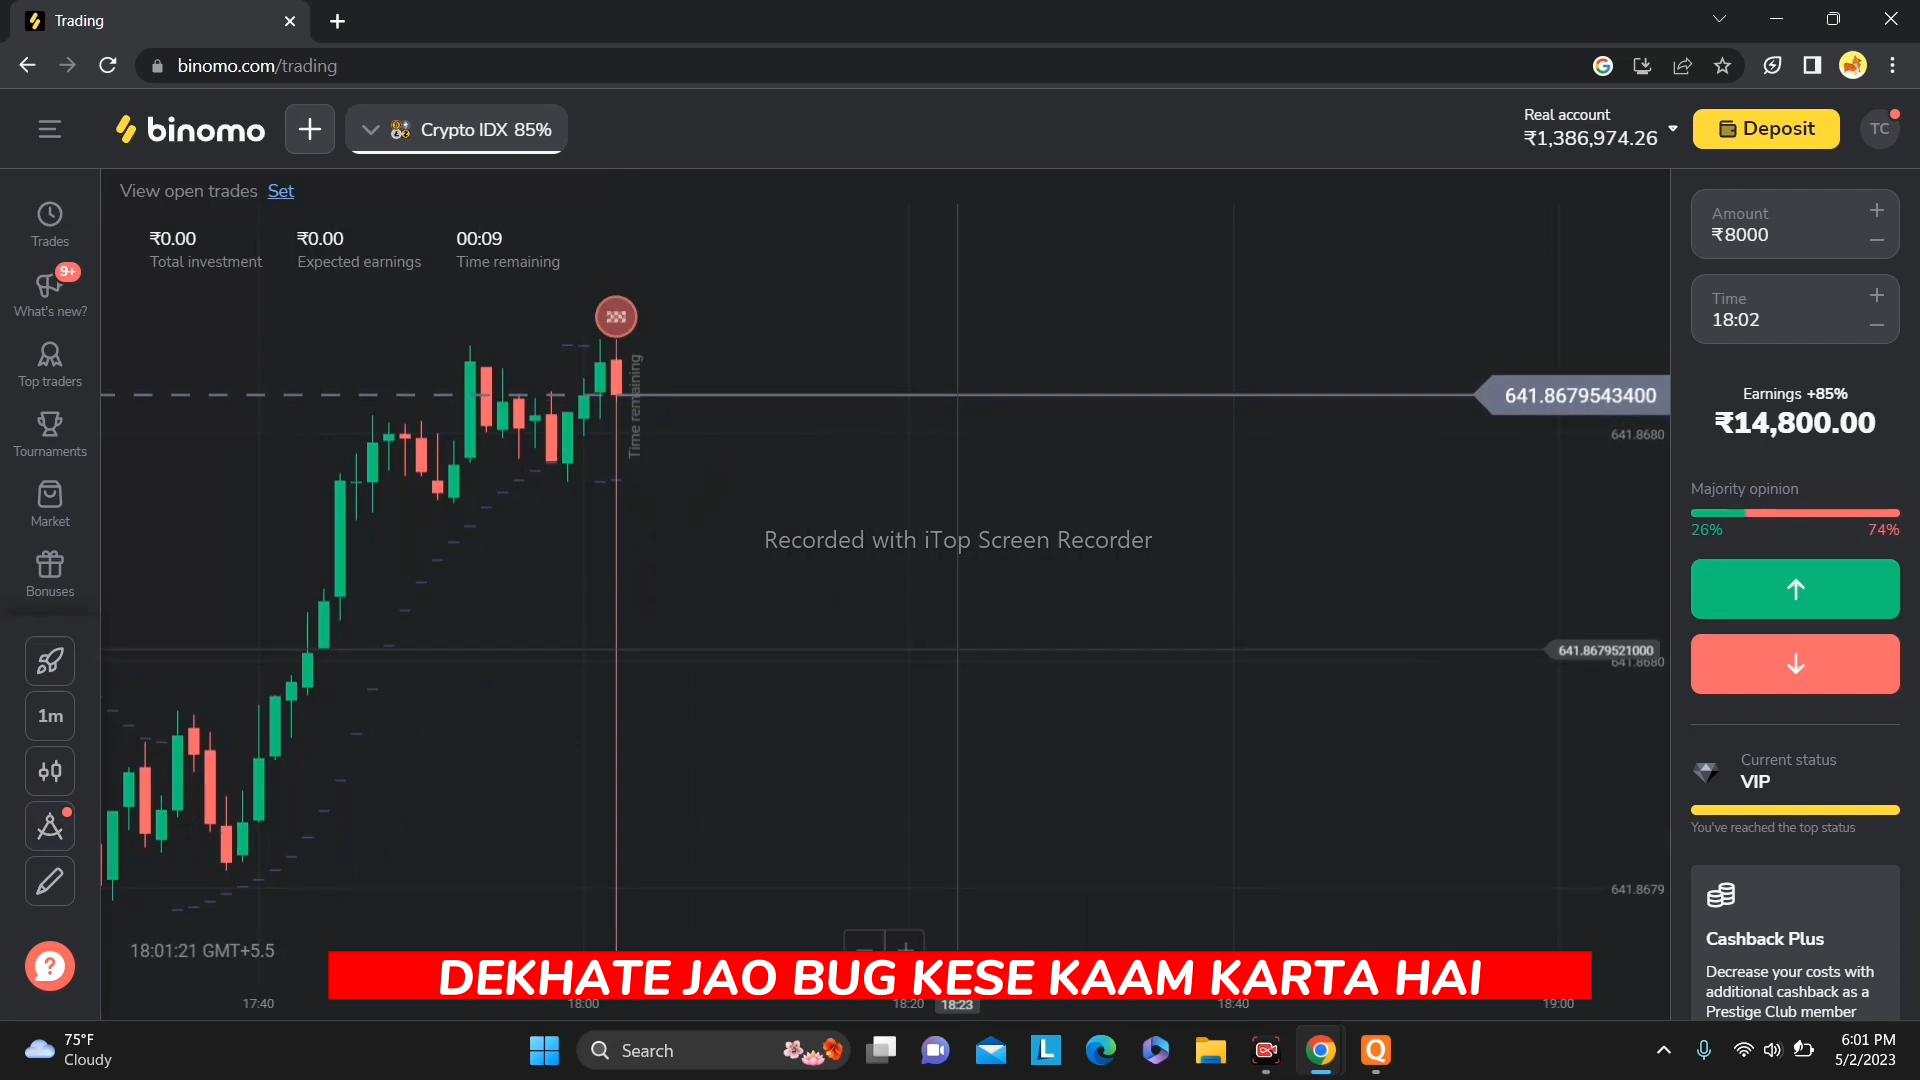 Trading
binomo.com/trading
binomo
Crypto IDX 85%
Real account
₹1,386,974.26
Deposit
TC
View open trades Set
₹0.00
Total investment
₹0.00
Expected earnings
00:09
Time remaining
Trades
9+
What's new?
Top traders
Tournaments
Market
Bonuses
1m
Time remaining
641.8679543400
641.8680
Recorded with iTop Screen Recorder
641.8679521000
641.8680
641.8679
Amount
₹8000
Time
18:02
Earnings +85%
₹14,800.00
Majority opinion
26%
74%
Current status
VIP
You've reached the top status
Cashback Plus
Decrease your costs with
additional cashback as a
Prestige Club member
18:01:21 GMT+5.5
DEKHATE JAO BUG KESE KAAM KARTA HAI
17:40
18:00
18:20
18:23
18:40
19:00
75°F
Cloudy
Search
L
Q
6:01 PM
5/2/2023